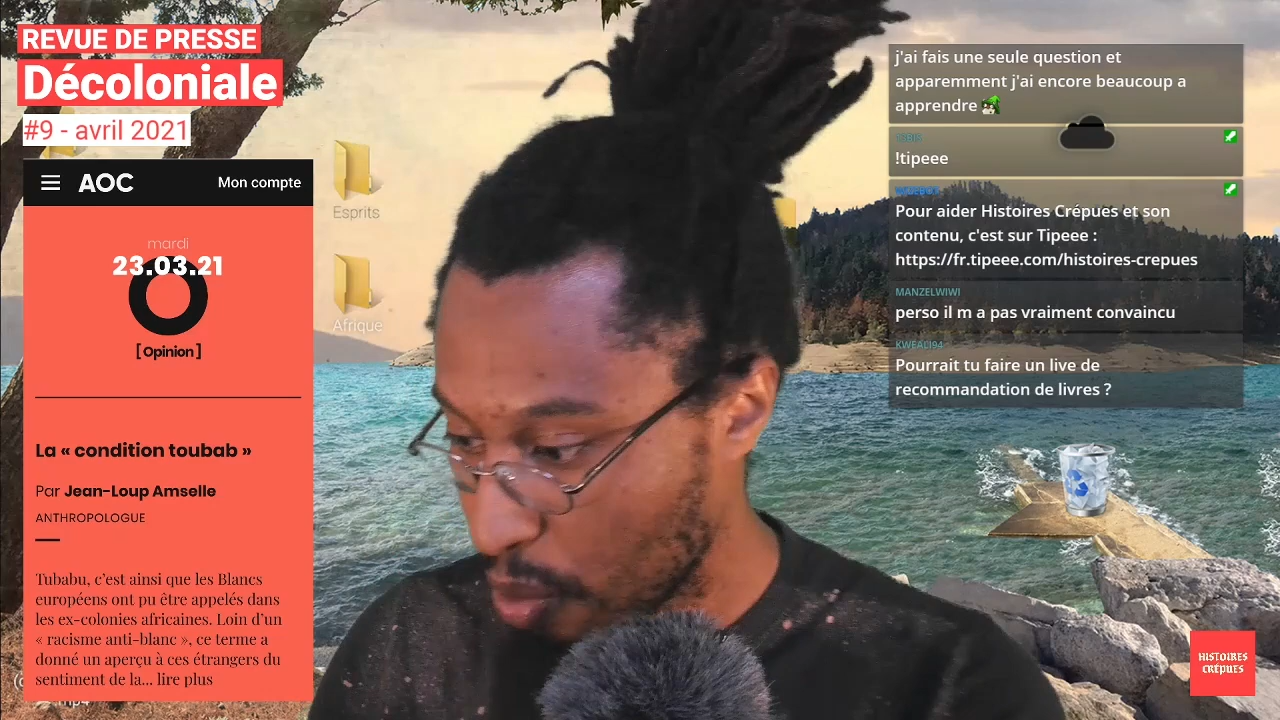 REVUE DE PRESSE
Décoloniale
#9 - avril 2021
AOC
Mon compte
mardi
23.03.21
[ Opinion ]
La « condition toubab »
Par Jean-Loup Amselle
ANTHROPOLOGUE
Tubabu, c'est ainsi que les Blancs
européens ont pu être appelés dans
les ex-colonies africaines. Loin d'un
« racisme anti-blanc », ce terme a
donné un aperçu à ces étrangers du
sentiment de la... lire plus
Esprits
Afrique
j'ai fais une seule question et
apparemment j'ai encore beaucoup a
apprendre
!tipeee
Pour aider Histoires Crépues et son
contenu, c'est sur Tipeee :
https://fr.tipeee.com/histoires-crepues
MANZELWIWI
perso il m a pas vraiment convaincu
KWEALI94
Pourrait tu faire un live de
recommandation de livres ?
HISTOIRES
CRÉPUES